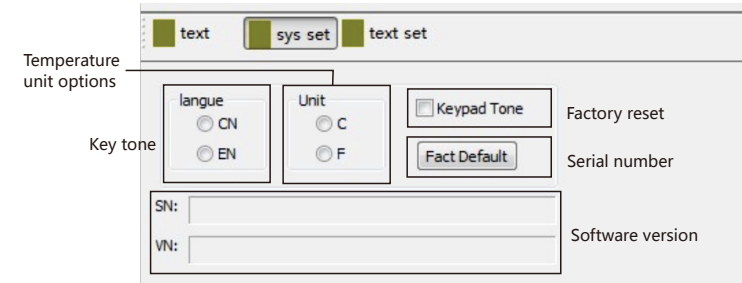 text sys set text set
Temperature
unit options
langue Unit
CN C Keypad Tone Factory reset
Key tone
EN F Fact Default Serial number
SN:
Software version
VN: